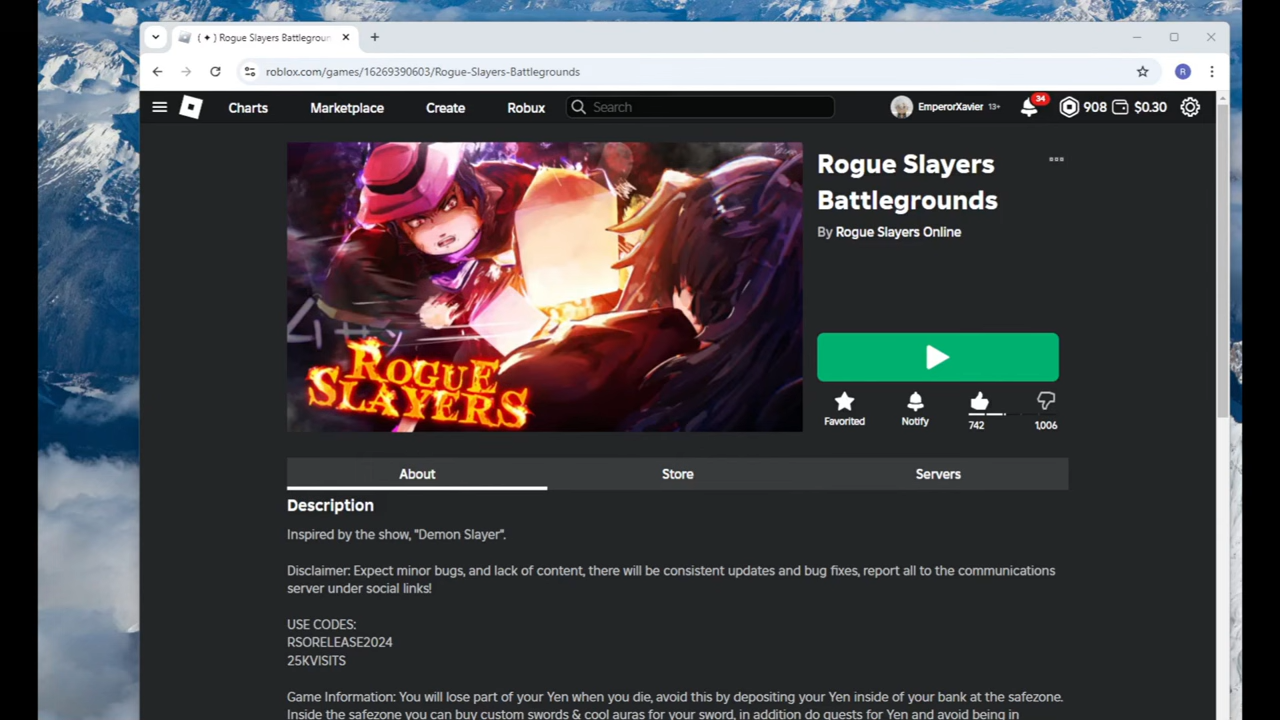 ( ✦ ) Rogue Slayers Battlegroun
roblox.com/games/16269390603/Rogue-Slayers-Battlegrounds
R
Charts Marketplace Create Robux Search EmperorXavier 13+ 34 908 $0.30
Rogue Slayers
Battlegrounds
By Rogue Slayers Online
ROGUE
SLAYERS
Favorited Notify 742 1,006
About Store Servers
Description
Inspired by the show, "Demon Slayer".
Disclaimer: Expect minor bugs, and lack of content, there will be consistent updates and bug fixes, report all to the communications
server under social links!
USE CODES:
RSORELEASE2024
25KVISITS
Game Information: You will lose part of your Yen when you die, avoid this by depositing your Yen inside of your bank at the safezone.
Inside the safezone you can buy custom swords & cool auras for your sword, in addition do quests for Yen and avoid being in